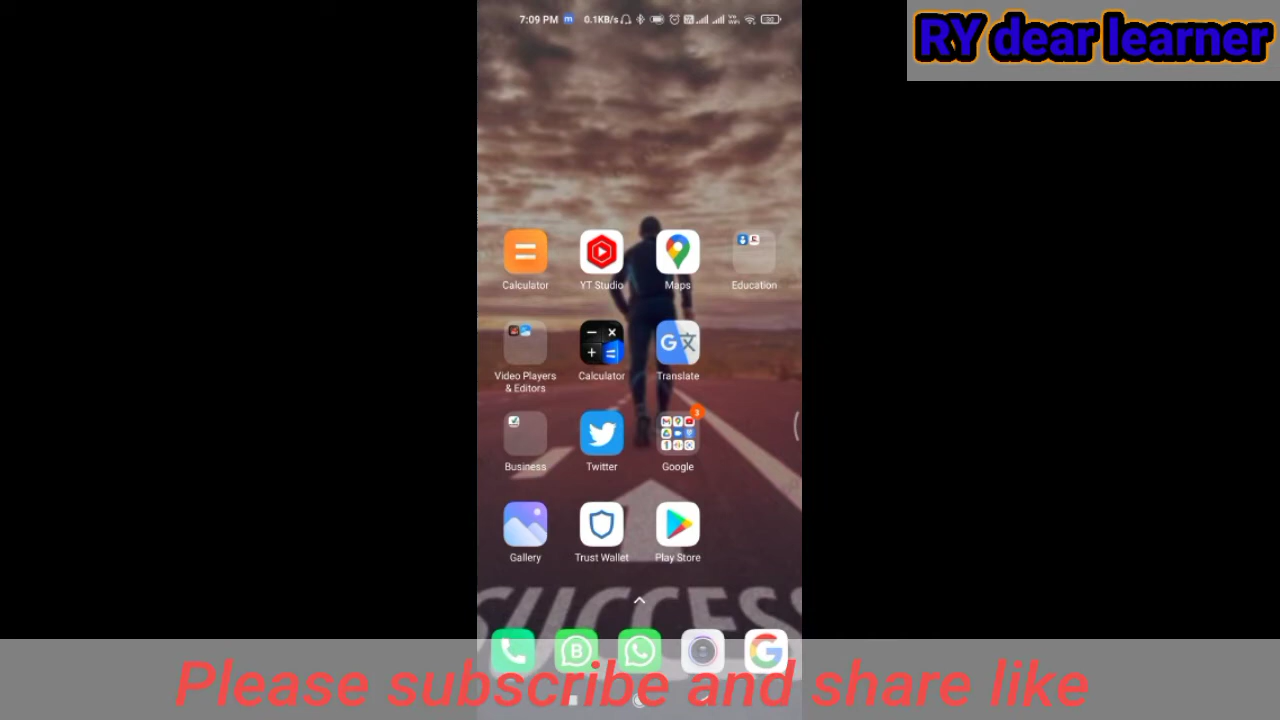 7:09 PM m 0.1KB/s
RY dear learner
Calculator
YT Studio
Maps
Education
Video Players
& Editors
Calculator
Translate
3
Business
Twitter
Google
Gallery
Trust Wallet
Play Store
SUCCESS
Please subscribe and share like